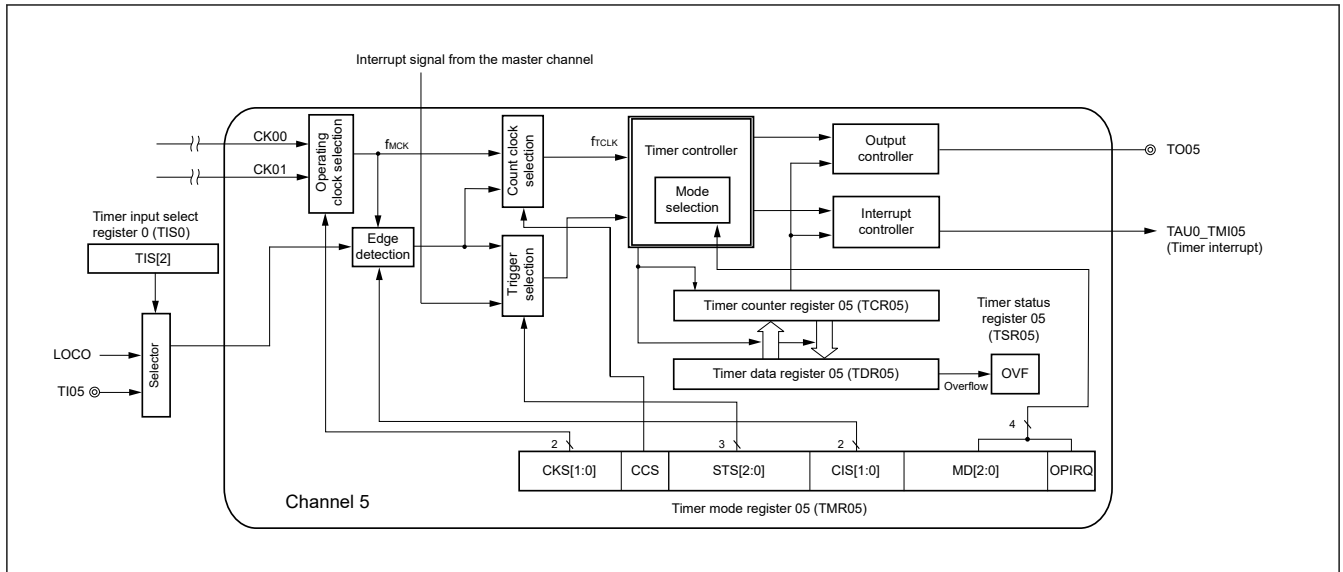 Interrupt signal from the master channel
CK00
CK01
Operating
clock selection
fMCK
Count clock
selection
fTCLK
Timer controller
Mode
selection
Output
controller
TO05
Interrupt
controller
TAU0_TMI05
(Timer interrupt)
Timer input select
register 0 (TIS0)
TIS[2]
Edge
detection
Trigger
selection
LOCO
TI05
Selector
Timer counter register 05 (TCR05)
Timer status
register 05
(TSR05)
Timer data register 05 (TDR05)
Overflow
OVF
2
3
2
4
CKS[1:0]
CCS
STS[2:0]
CIS[1:0]
MD[2:0]
OPIRQ
Channel 5
Timer mode register 05 (TMR05)